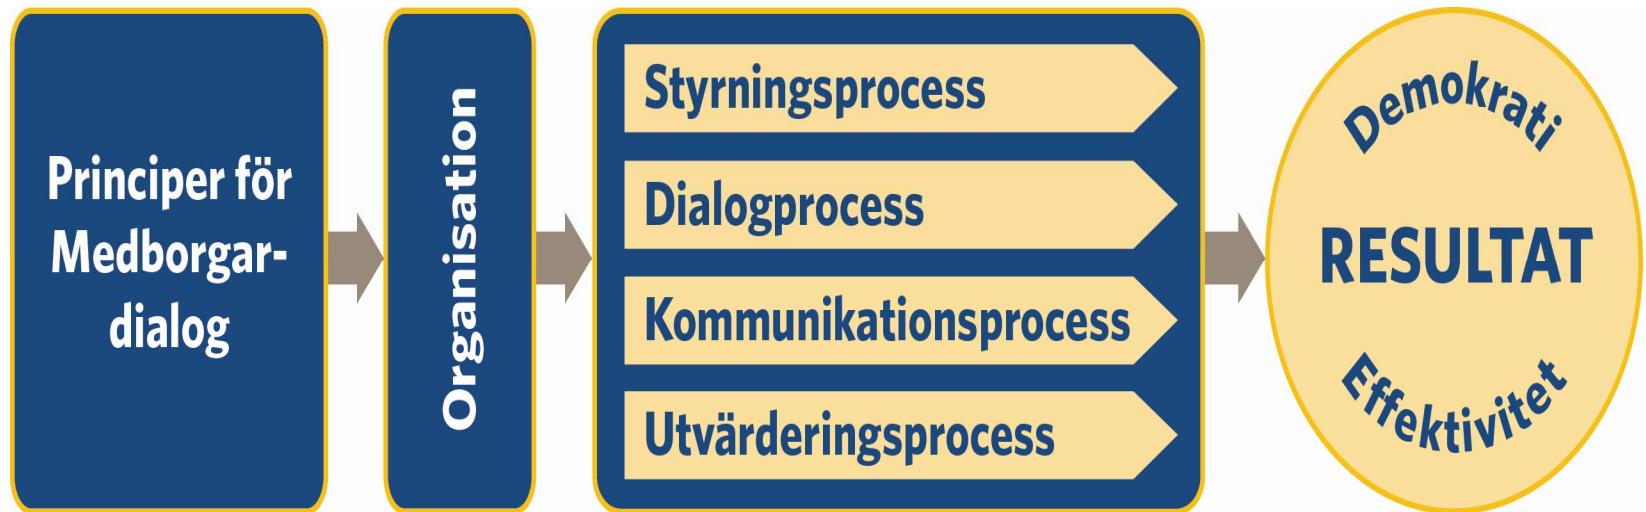 Principer för
Medborgar-
dialog
Organisation
Styrningsprocess
Dialogprocess
Kommunikationsprocess
Utvärderingsprocess
Demokrati
RESULTAT
Effektivitet